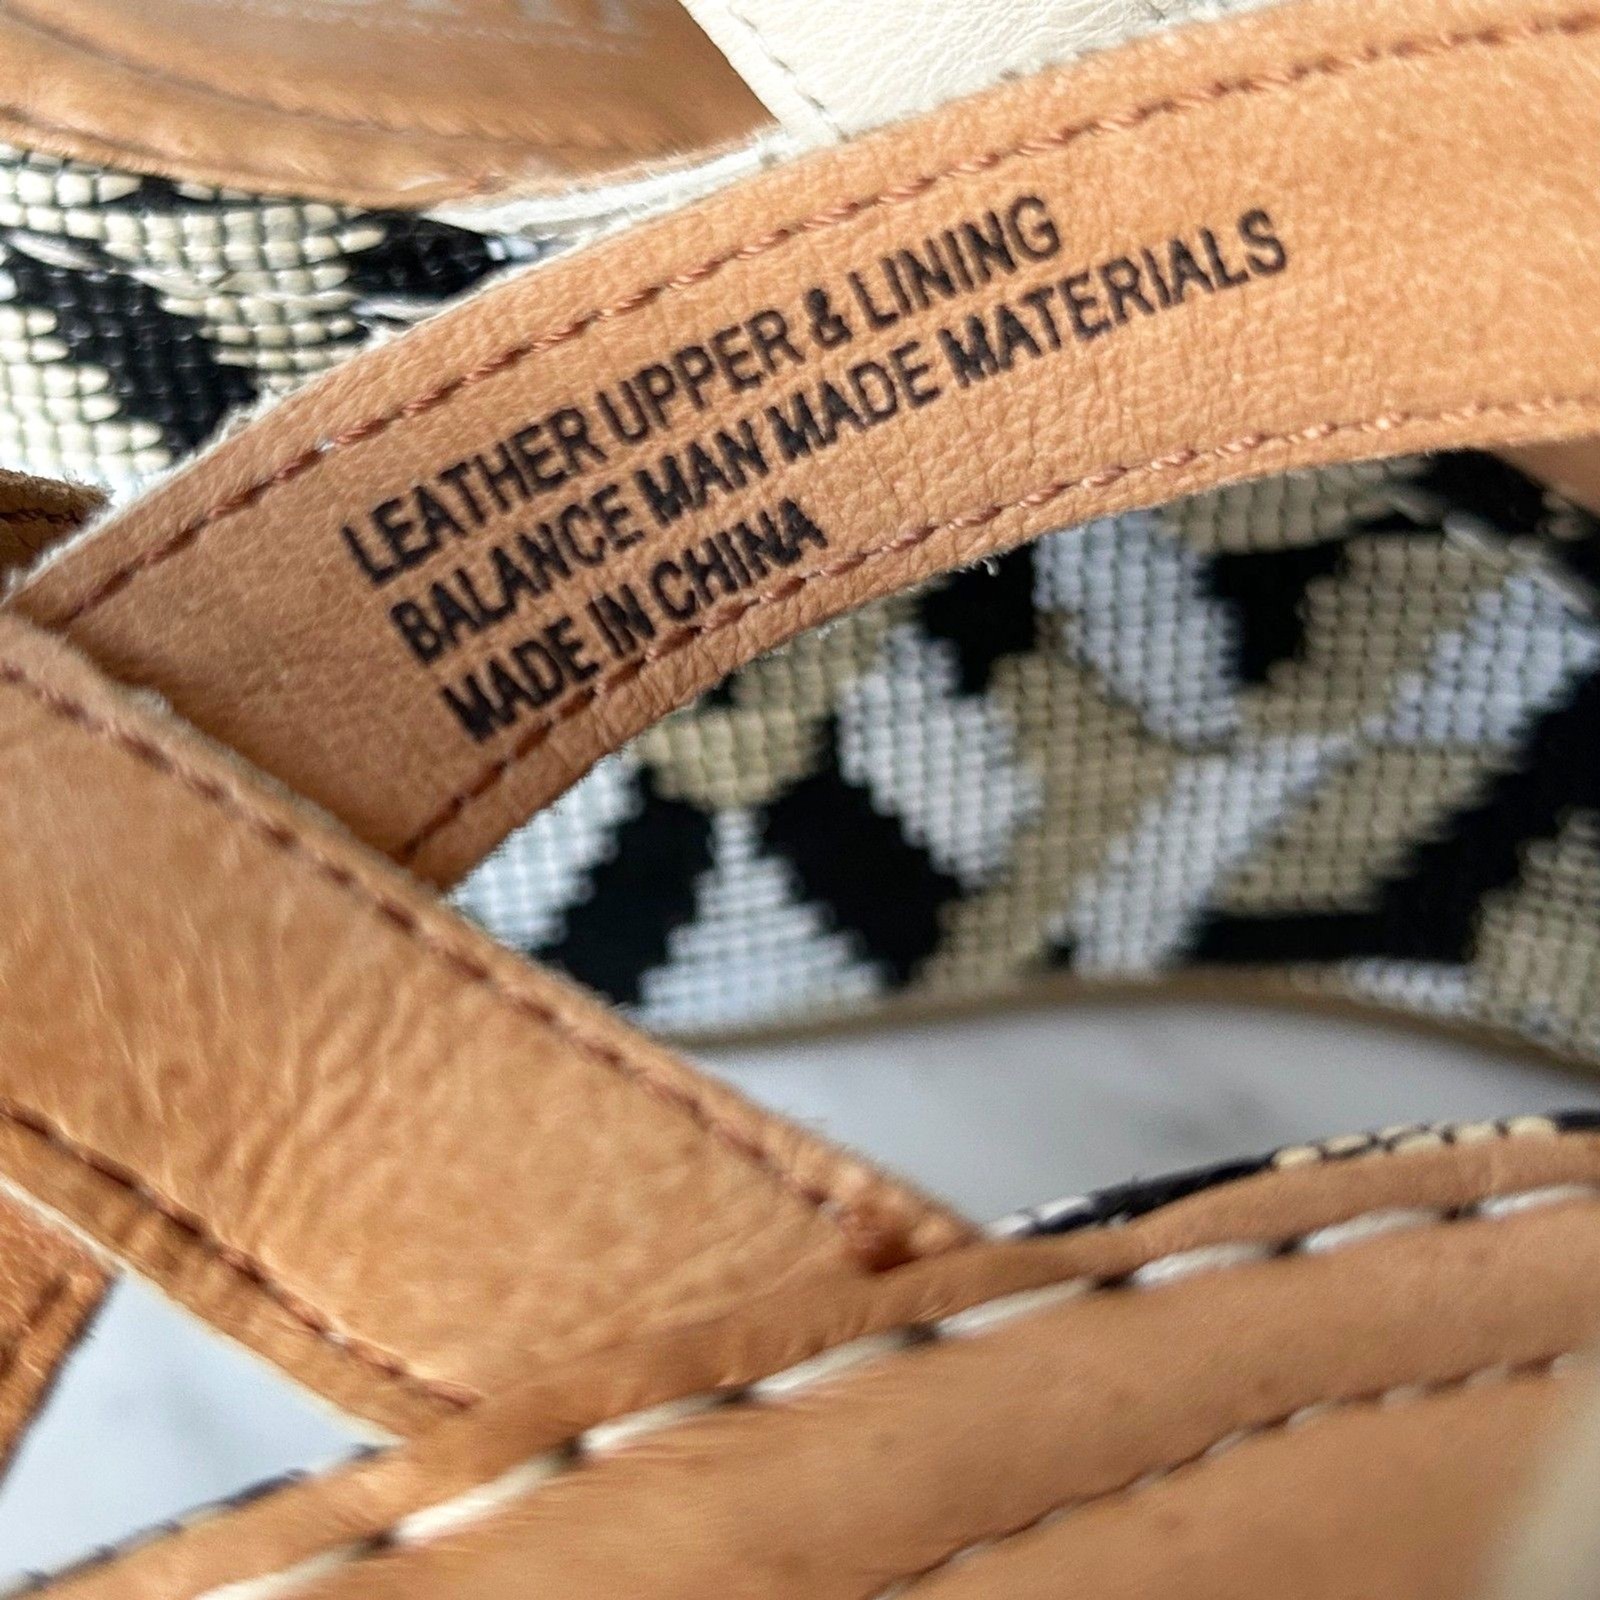 LEATHER UPPER & LINING
BALANCE MAN MADE MATERIALS
MADE IN CHINA